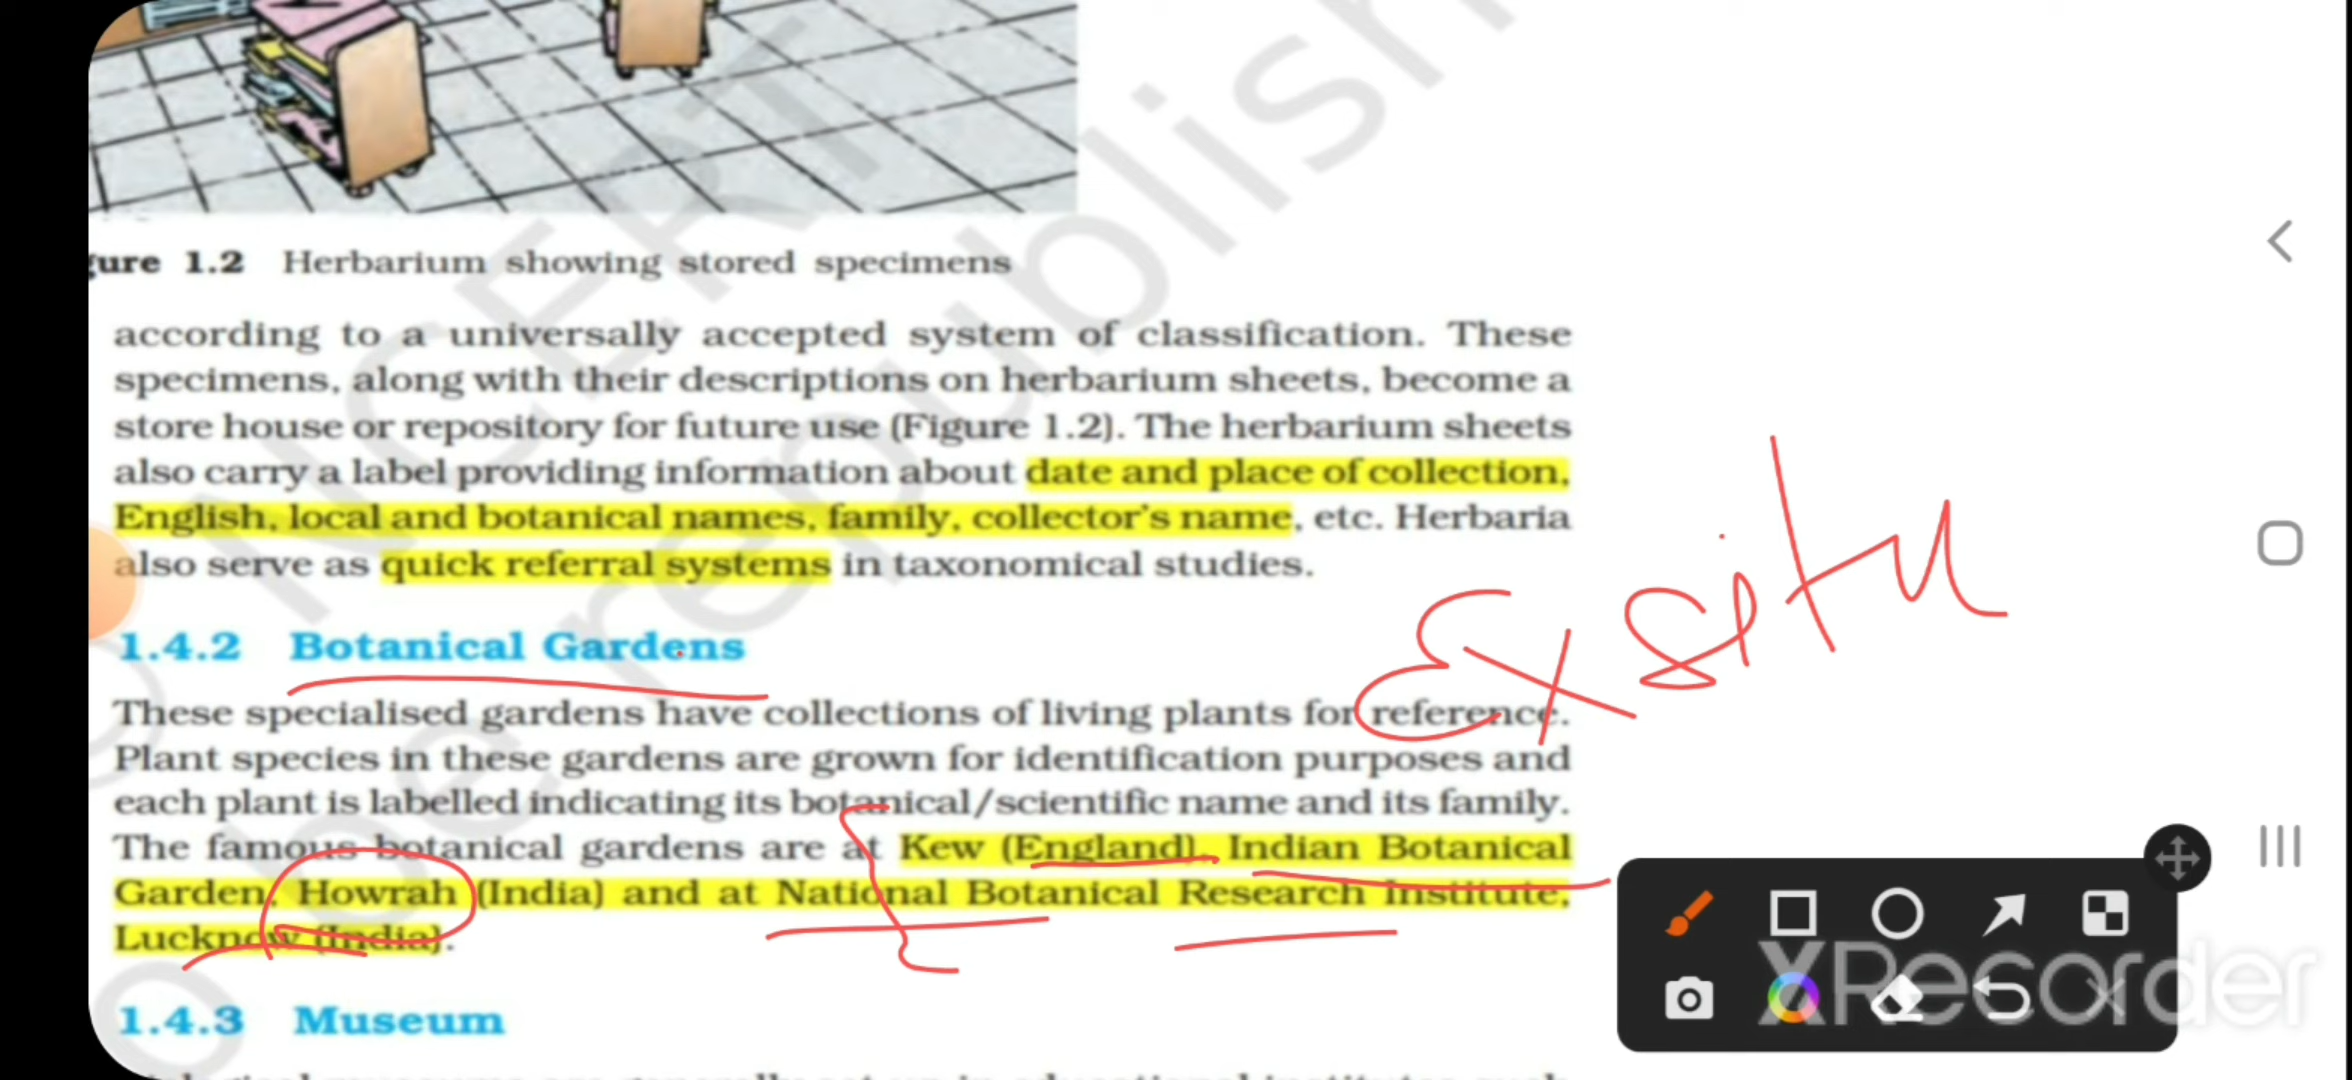 gure 1.2 Herbarium showing stored specimens
according to a universally accepted system of classification. These
specimens, along with their descriptions on herbarium sheets, become a
store house or repository for future use (Figure 1.2). The herbarium sheets
also carry a label providing information about date and place of collection,
English, local and botanical names, family, collector's name, etc. Herbaria
also serve as quick referral systems in taxonomical studies.
Exsitu
1.4.2 Botanical Gardens
These specialised gardens have collections of living plants for reference.
Plant species in these gardens are grown for identification purposes and
each plant is labelled indicating its botanical/scientific name and its family.
The famous botanical gardens are at Kew (England), Indian Botanical
Garden, Howrah (India) and at National Botanical Research Institute,
Lucknow (India).
1.4.3 Museum
© NCERT
be republish
XRecorder